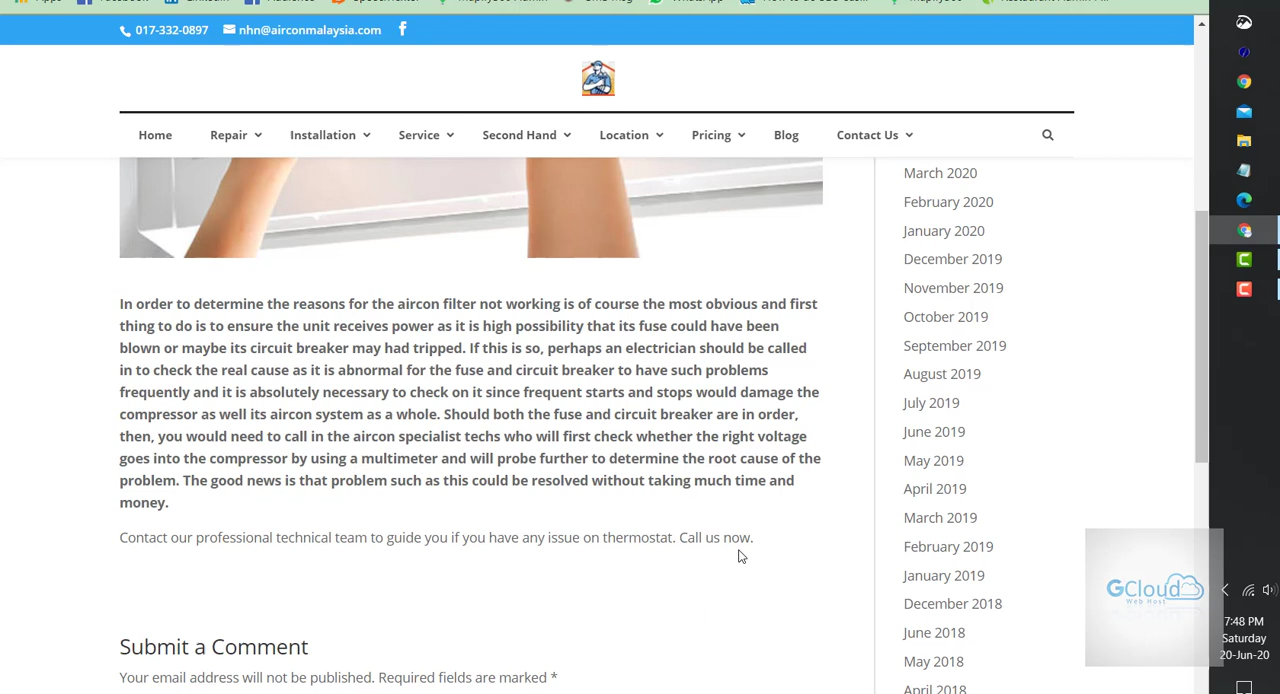 017-332-0897 nhn@airconmalaysia.com
Home Repair Installation Service Second Hand Location Pricing Blog Contact Us
In order to determine the reasons for the aircon filter not working is of course the most obvious and first
thing to do is to ensure the unit receives power as it is high possibility that its fuse could have been
blown or maybe its circuit breaker may had tripped. If this is so, perhaps an electrician should be called
in to check the real cause as it is abnormal for the fuse and circuit breaker to have such problems
frequently and it is absolutely necessary to check on it since frequent starts and stops would damage the
compressor as well its aircon system as a whole. Should both the fuse and circuit breaker are in order,
then, you would need to call in the aircon specialist techs who will first check whether the right voltage
goes into the compressor by using a multimeter and will probe further to determine the root cause of the
problem. The good news is that problem such as this could be resolved without taking much time and
money.
Contact our professional technical team to guide you if you have any issue on thermostat. Call us now.
Submit a Comment
Your email address will not be published. Required fields are marked *
March 2020
February 2020
January 2020
December 2019
November 2019
October 2019
September 2019
August 2019
July 2019
June 2019
May 2019
April 2019
March 2019
February 2019
January 2019
December 2018
June 2018
May 2018
April 2018
GCloud
Web Host
7:48 PM
Saturday
20-Jun-20